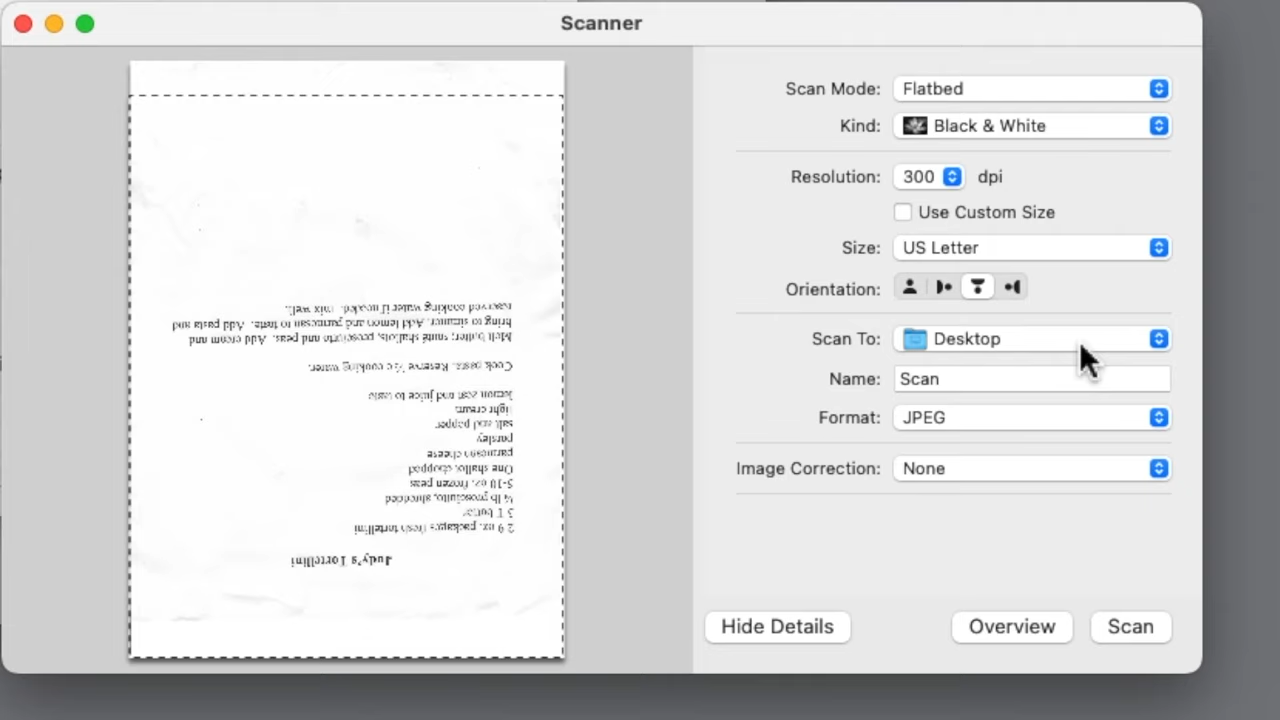 Scanner
Scan Mode: Flatbed
Kind: Black & White
Resolution: 300 dpi
Use Custom Size
Size: US Letter
Orientation:
Scan To: Desktop
Name: Scan
Format: JPEG
Image Correction: None
Hide Details Overview Scan
Judy's Tortellini
2 9 oz. packages fresh tortellini
3 T butter
¼ lb prosciutto, shredded
5-10 oz. frozen peas
One shallot chopped
parmesan cheese
parsley
salt and pepper
light cream
lemon zest and juice to taste
Cook pasta. Reserve ½ c cooking water.
Melt butter; sauté shallots, prosciutto and peas. Add cream and
bring to simmer. Add lemon and parmesan to taste. Add pasta and
reserved cooking water if needed. mix well.